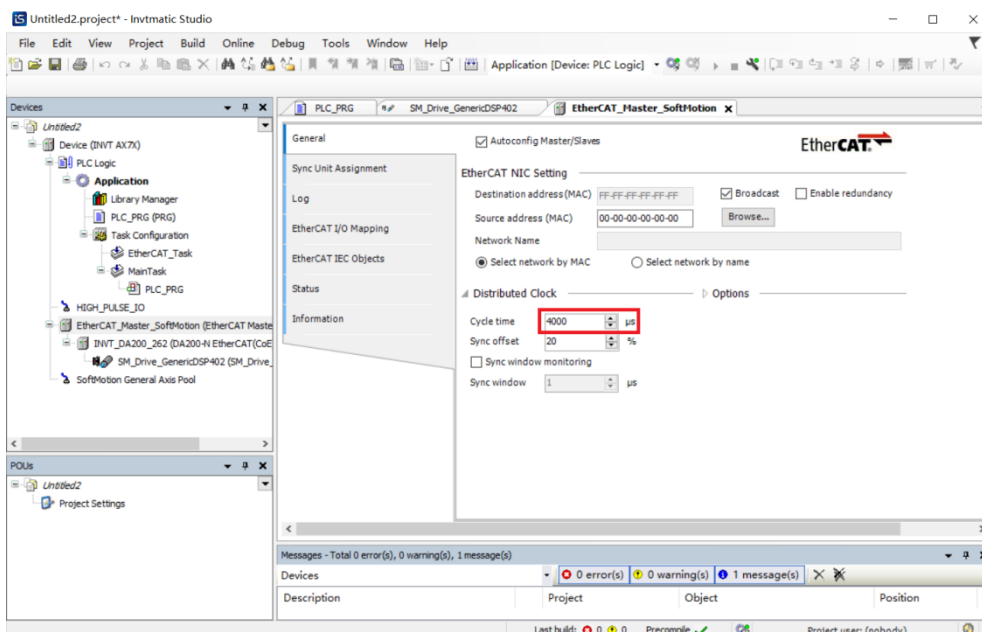 Untitled2.project* - Invtmatic Studio
File Edit View Project Build Online Debug Tools Window Help
Application [Device: PLC Logic]
Devices
Untitled2
Device (INVT AX7X)
PLC Logic
Application
Library Manager
PLC_PRG (PRG)
Task Configuration
EtherCAT_Task
MainTask
PLC_PRG
HIGH_PULSE_IO
EtherCAT_Master_SoftMotion (EtherCAT Maste
INVT_DA200_262 (DA200-N EtherCAT(CoE
SM_Drive_GenericDSP402 (SM_Drive_
SoftMotion General Axis Pool
POUs
Untitled2
Project Settings
PLC_PRG SM_Drive_GenericDSP402 EtherCAT_Master_SoftMotion
General
Sync Unit Assignment
Log
EtherCAT I/O Mapping
EtherCAT IEC Objects
Status
Information
Autoconfig Master/Slaves
EtherCAT
EtherCAT NIC Setting
Destination address(MAC) FF-FF-FF-FF-FF-FF Broadcast Enable redundancy
Source address (MAC) 00-00-00-00-00-00 Browse...
Network Name
Select network by MAC Select network by name
Distributed Clock Options
Cycle time 4000 µs
Sync offset 20 %
Sync window monitoring
Sync window 1 µs
Messages - Total 0 error(s), 0 warning(s), 1 message(s)
Devices 0 error(s) 0 warning(s) 1 message(s)
Description Project Object Position
Last build: 0 0 Precompile Project user: (nobody)